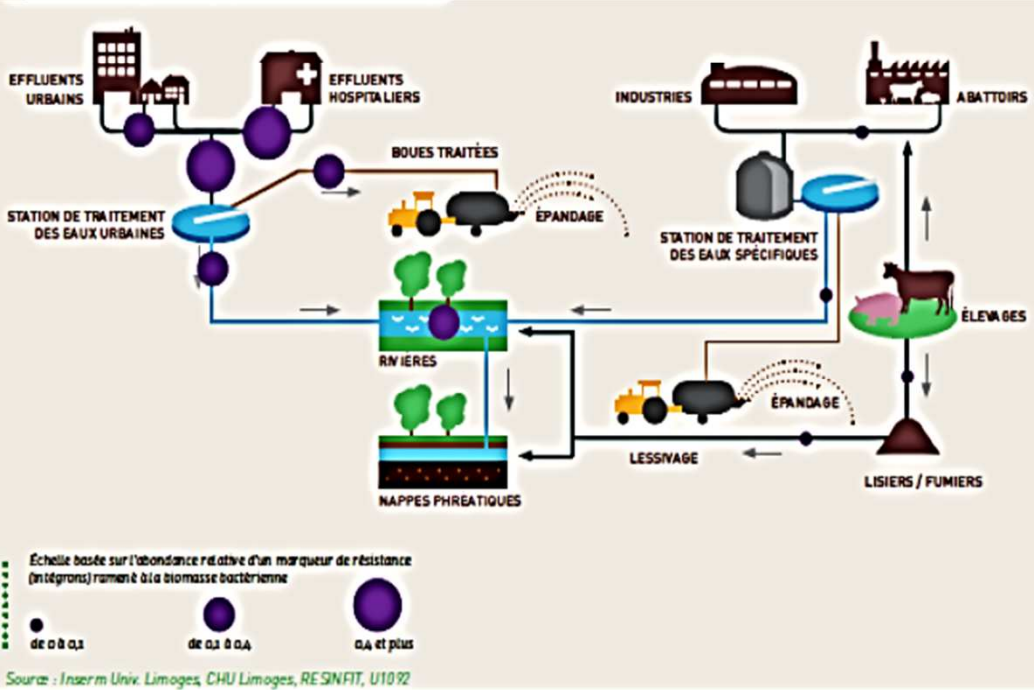 EFFLUENTS
URBAINS
EFFLUENTS
HOSPITALIERS
INDUSTRIES
ABATTOIRS
BOUES TRAITÉES
ÉPANDAGE
STATION DE TRAITEMENT
DES EAUX URBAINES
STATION DE TRAITEMENT
DES EAUX SPÉCIFIQUES
ÉLEVAGES
RIVIÈRES
ÉPANDAGE
LESSIVAGE
LISIERS / FUMIERS
NAPPES PHREATIQUES
Échelle basée sur l'abondance relative d'un marqueur de résistance
(intégrons) ramené à la biomasse bactérienne
de 0 à 0,1
de 0,1 à 0,4
0,4 et plus
Source : Inserm Univ. Limoges, CHU Limoges, RESINFIT, U1092